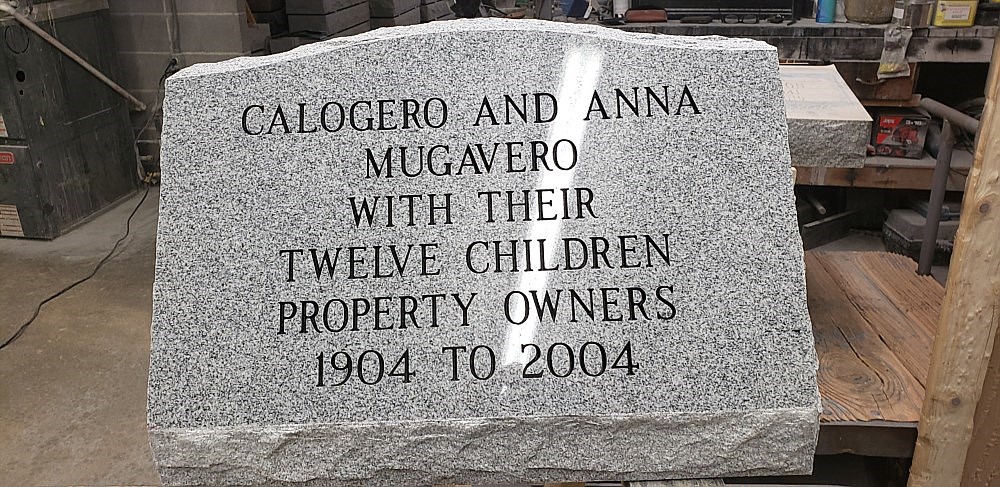 CALOGERO AND ANNA
MUGAVERO
WITH THEIR
TWELVE CHILDREN
PROPERTY OWNERS
1904 TO 2004